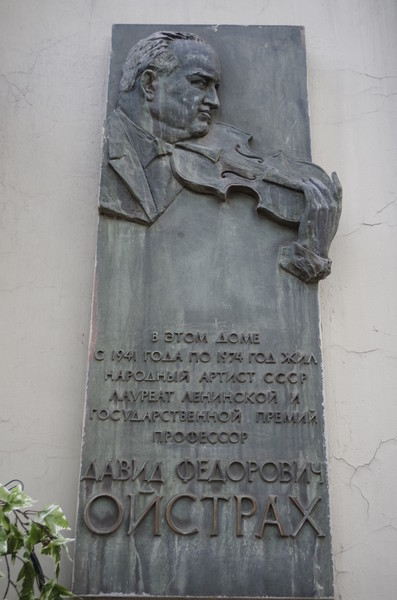 В ЭТОМ ДОМЕ
С 1941 ГОДА ПО 1974 ГОД ЖИЛ
НАРОДНЫЙ АРТИСТ СССР
ЛАУРЕАТ ЛЕНИНСКОЙ И
ГОСУДАРСТВЕННОЙ ПРЕМИЙ
ПРОФЕССОР
ДАВИД ФЕДОРОВИЧ
ОЙСТРАХ